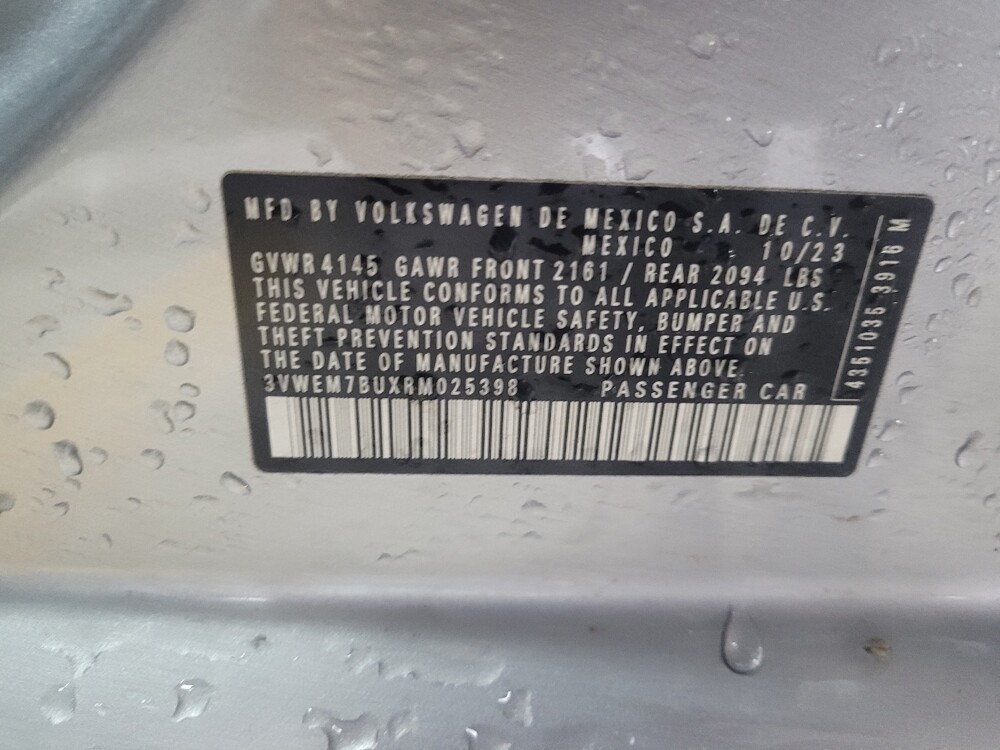 MFD. BY VOLKSWAGEN DE MEXICO S.A. DE C.V.
MEXICO 10/23
GVWR 4145 GAWR FRONT 2161 / REAR 2094 LBS
THIS VEHICLE CONFORMS TO ALL APPLICABLE U.S.
FEDERAL MOTOR VEHICLE SAFETY, BUMPER AND
THEFT PREVENTION STANDARDS IN EFFECT ON
THE DATE OF MANUFACTURE SHOWN ABOVE.
3VWEM7BUXRM025398 PASSENGER CAR
4351035 3916 M